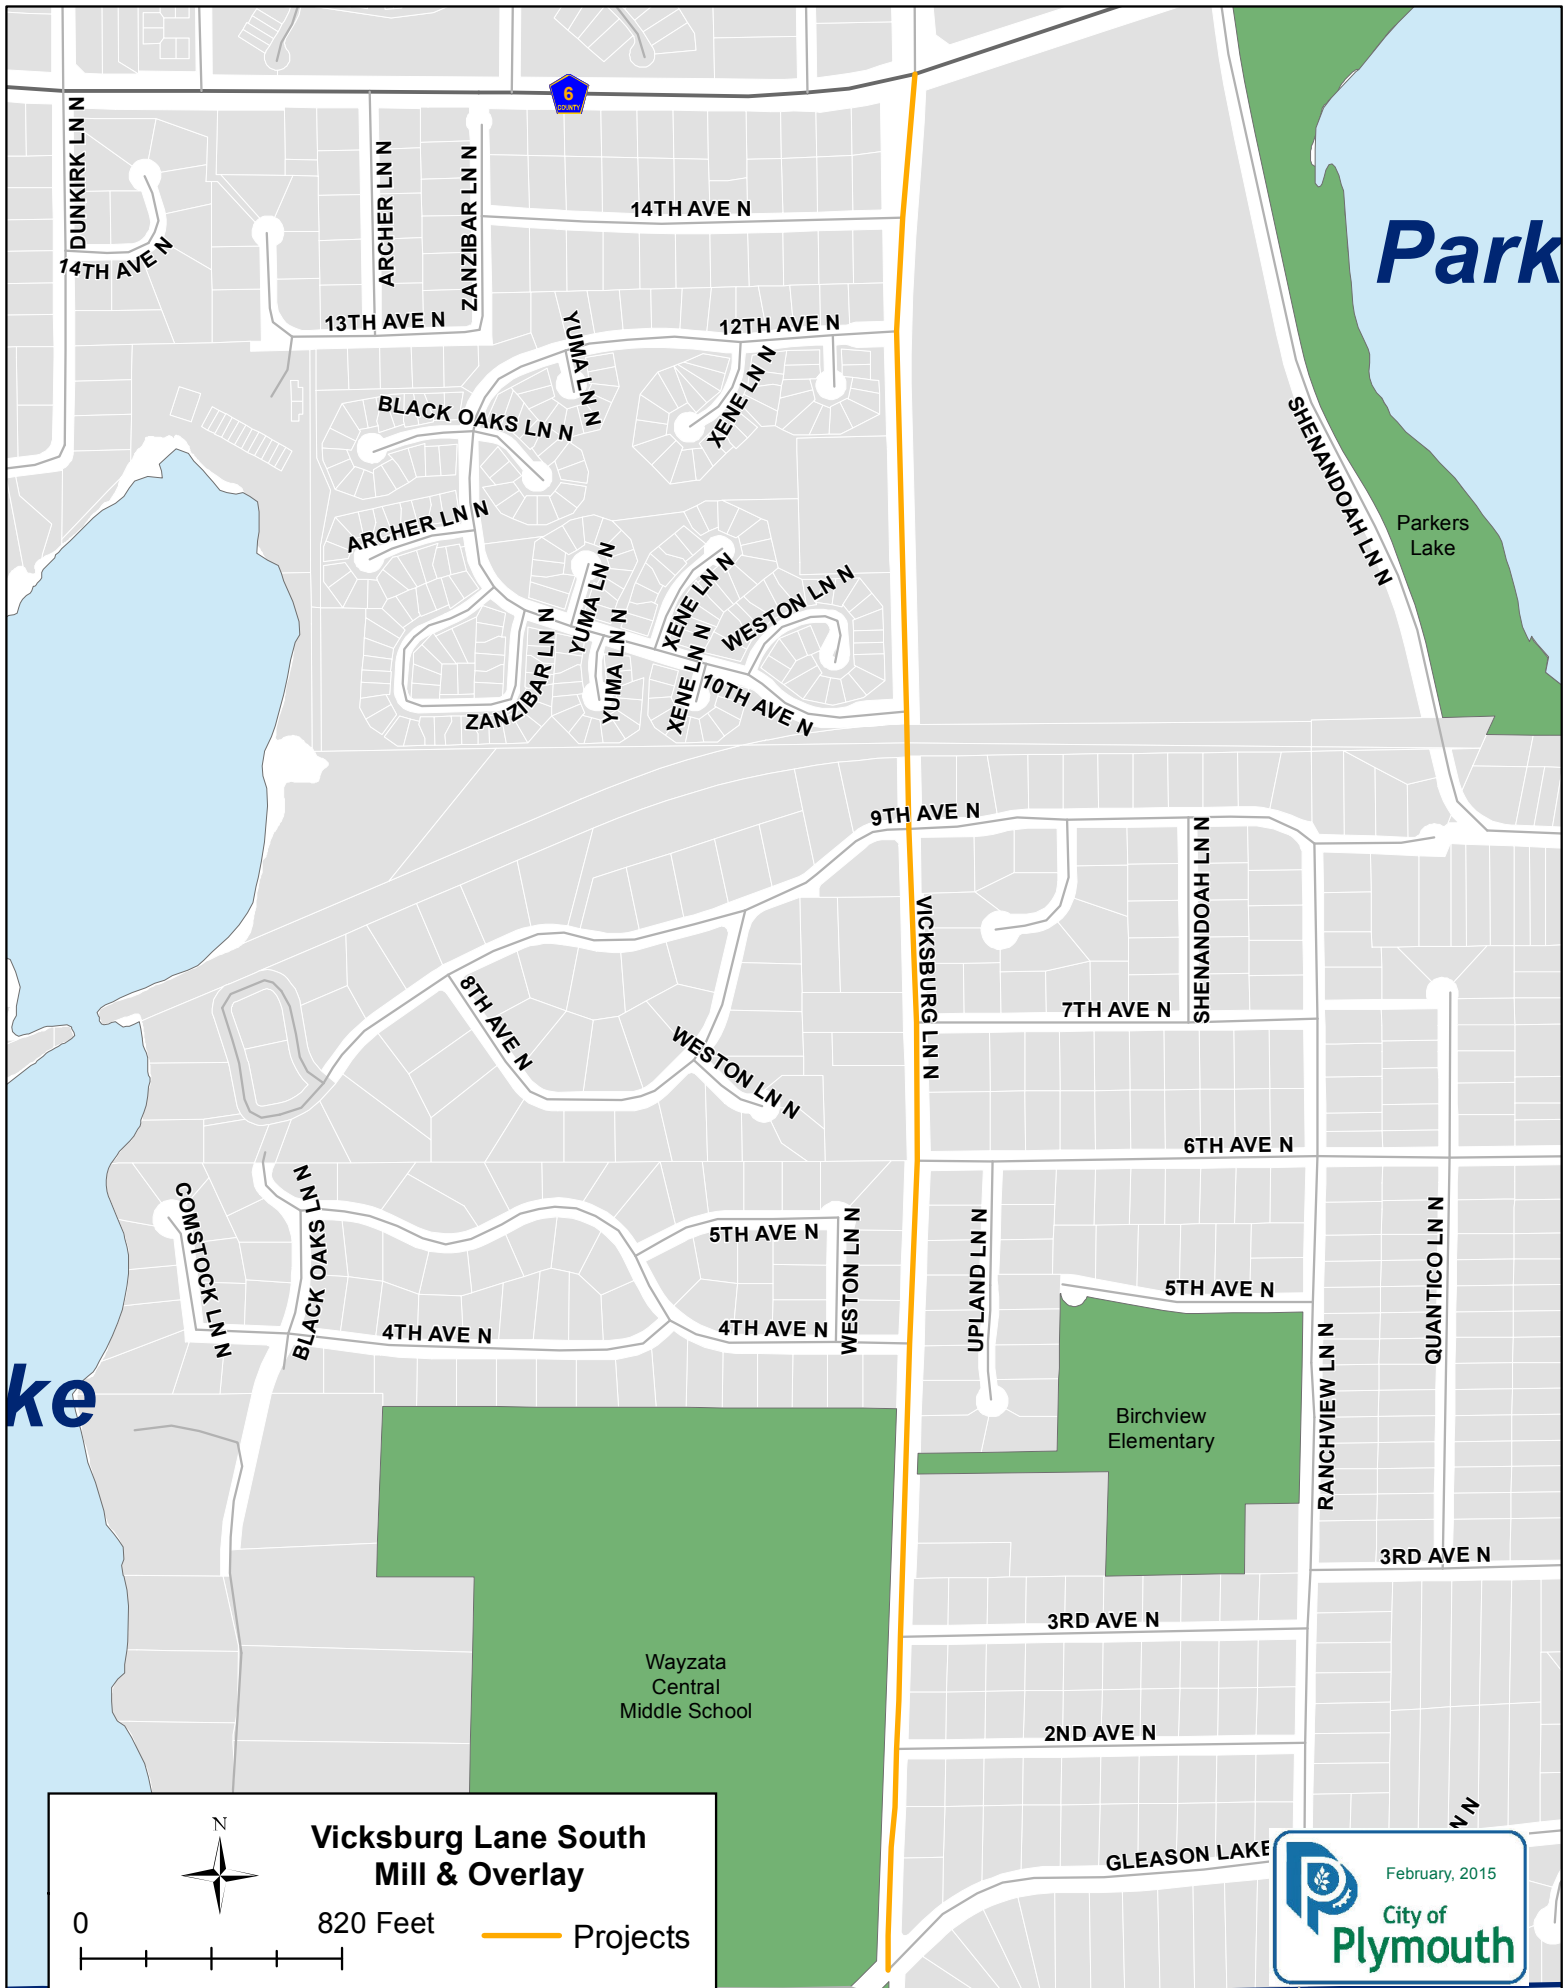 6
COUNTY
DUNKIRK LN N
14TH AVE N
ARCHER LN N
ZANZIBAR LN N
14TH AVE N
13TH AVE N
YUMA LN N
12TH AVE N
XENE LN N
BLACK OAKS LN N
ARCHER LN N
Park
SHENANDOAH LN N
Parkers
Lake
YUMA LN N
XENE LN N
WESTON LN N
ZANZIBAR LN N
YUMA LN N
XENE LN N
10TH AVE N
9TH AVE N
VICKSBURG LN N
SHENANDOAH LN N
7TH AVE N
8TH AVE N
WESTON LN N
6TH AVE N
COMSTOCK LN N
BLACK OAKS LN N
5TH AVE N
WESTON LN N
4TH AVE N
4TH AVE N
UPLAND LN N
5TH AVE N
QUANTICO LN N
RANCHVIEW LN N
ke
Birchview
Elementary
3RD AVE N
3RD AVE N
Wayzata
Central
Middle School
2ND AVE N
GLEASON LAKE
N N
N
Vicksburg Lane South
Mill & Overlay
0
820 Feet
Projects
February, 2015
City of
Plymouth